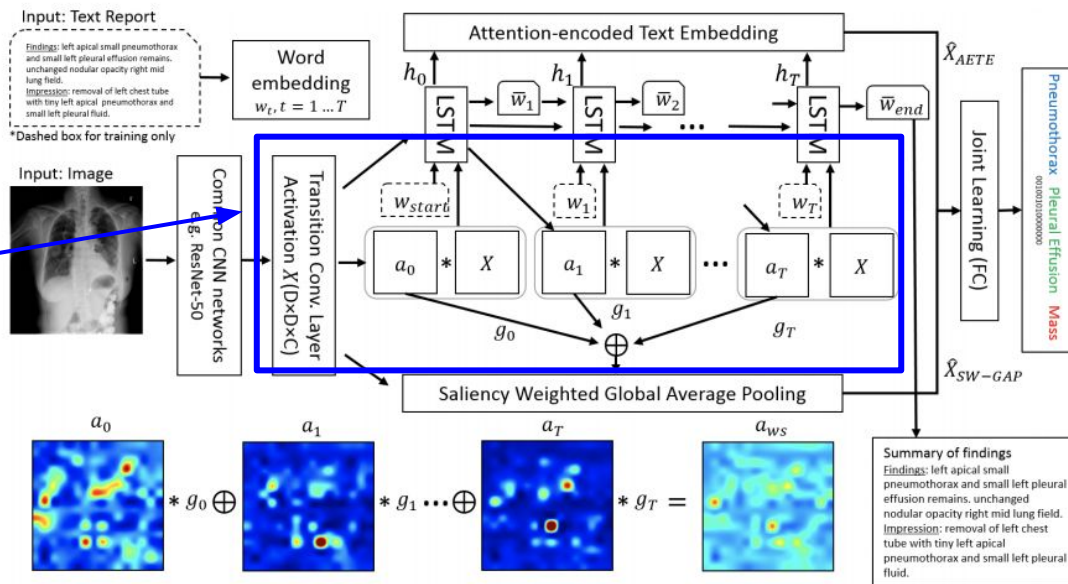 Input: Text Report
Findings: left apical small pneumothorax
and small left pleural effusion remains.
unchanged nodular opacity right mid
lung field.
Impression: removal of left chest tube
with tiny left apical pneumothorax and
small left pleural fluid.
*Dashed box for training only
Word
embedding
w_t, t = 1 ... T
Attention-encoded Text Embedding
h_0
h_1
h_T
LSTM
w̅_1
LSTM
w̅_2
...
LSTM
w̅_end
Input: Image
Common CNN networks
e.g. ResNet-50
Transition Conv. Layer
Activation X(D×D×C)
w_start
w_1
w_T
a_0 * X
a_1 * X
...
a_T * X
g_0
g_1
g_T
⊕
Saliency Weighted Global Average Pooling
X̂_AETE
X̂_SW-GAP
Joint Learning (FC)
Pneumothorax Pleural Effusion Mass
a_0
a_1
a_T
a_ws
* g_0 ⊕ * g_1 ... ⊕ * g_T =
Summary of findings
Findings: left apical small
pneumothorax and small left pleural
effusion remains. unchanged
nodular opacity right mid lung field.
Impression: removal of left chest
tube with tiny left apical
pneumothorax and small left pleural
fluid.